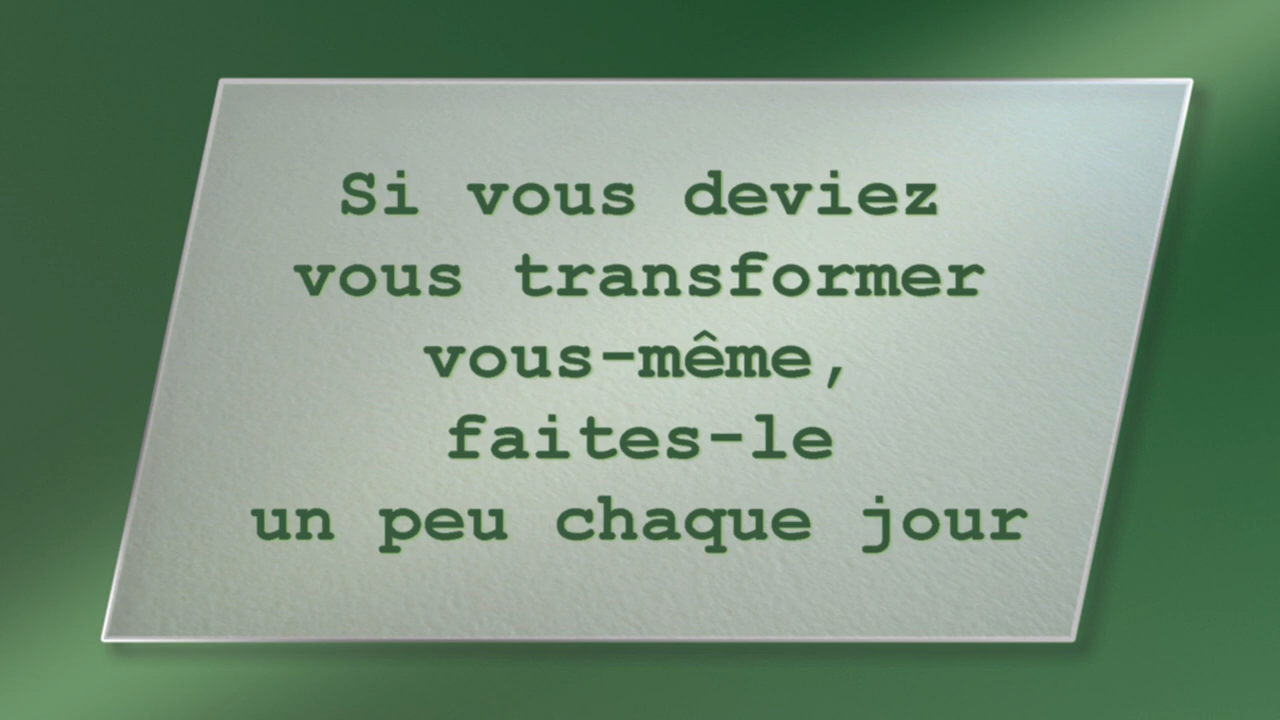 Si vous deviez
vous transformer
vous-même,
faites-le
un peu chaque jour